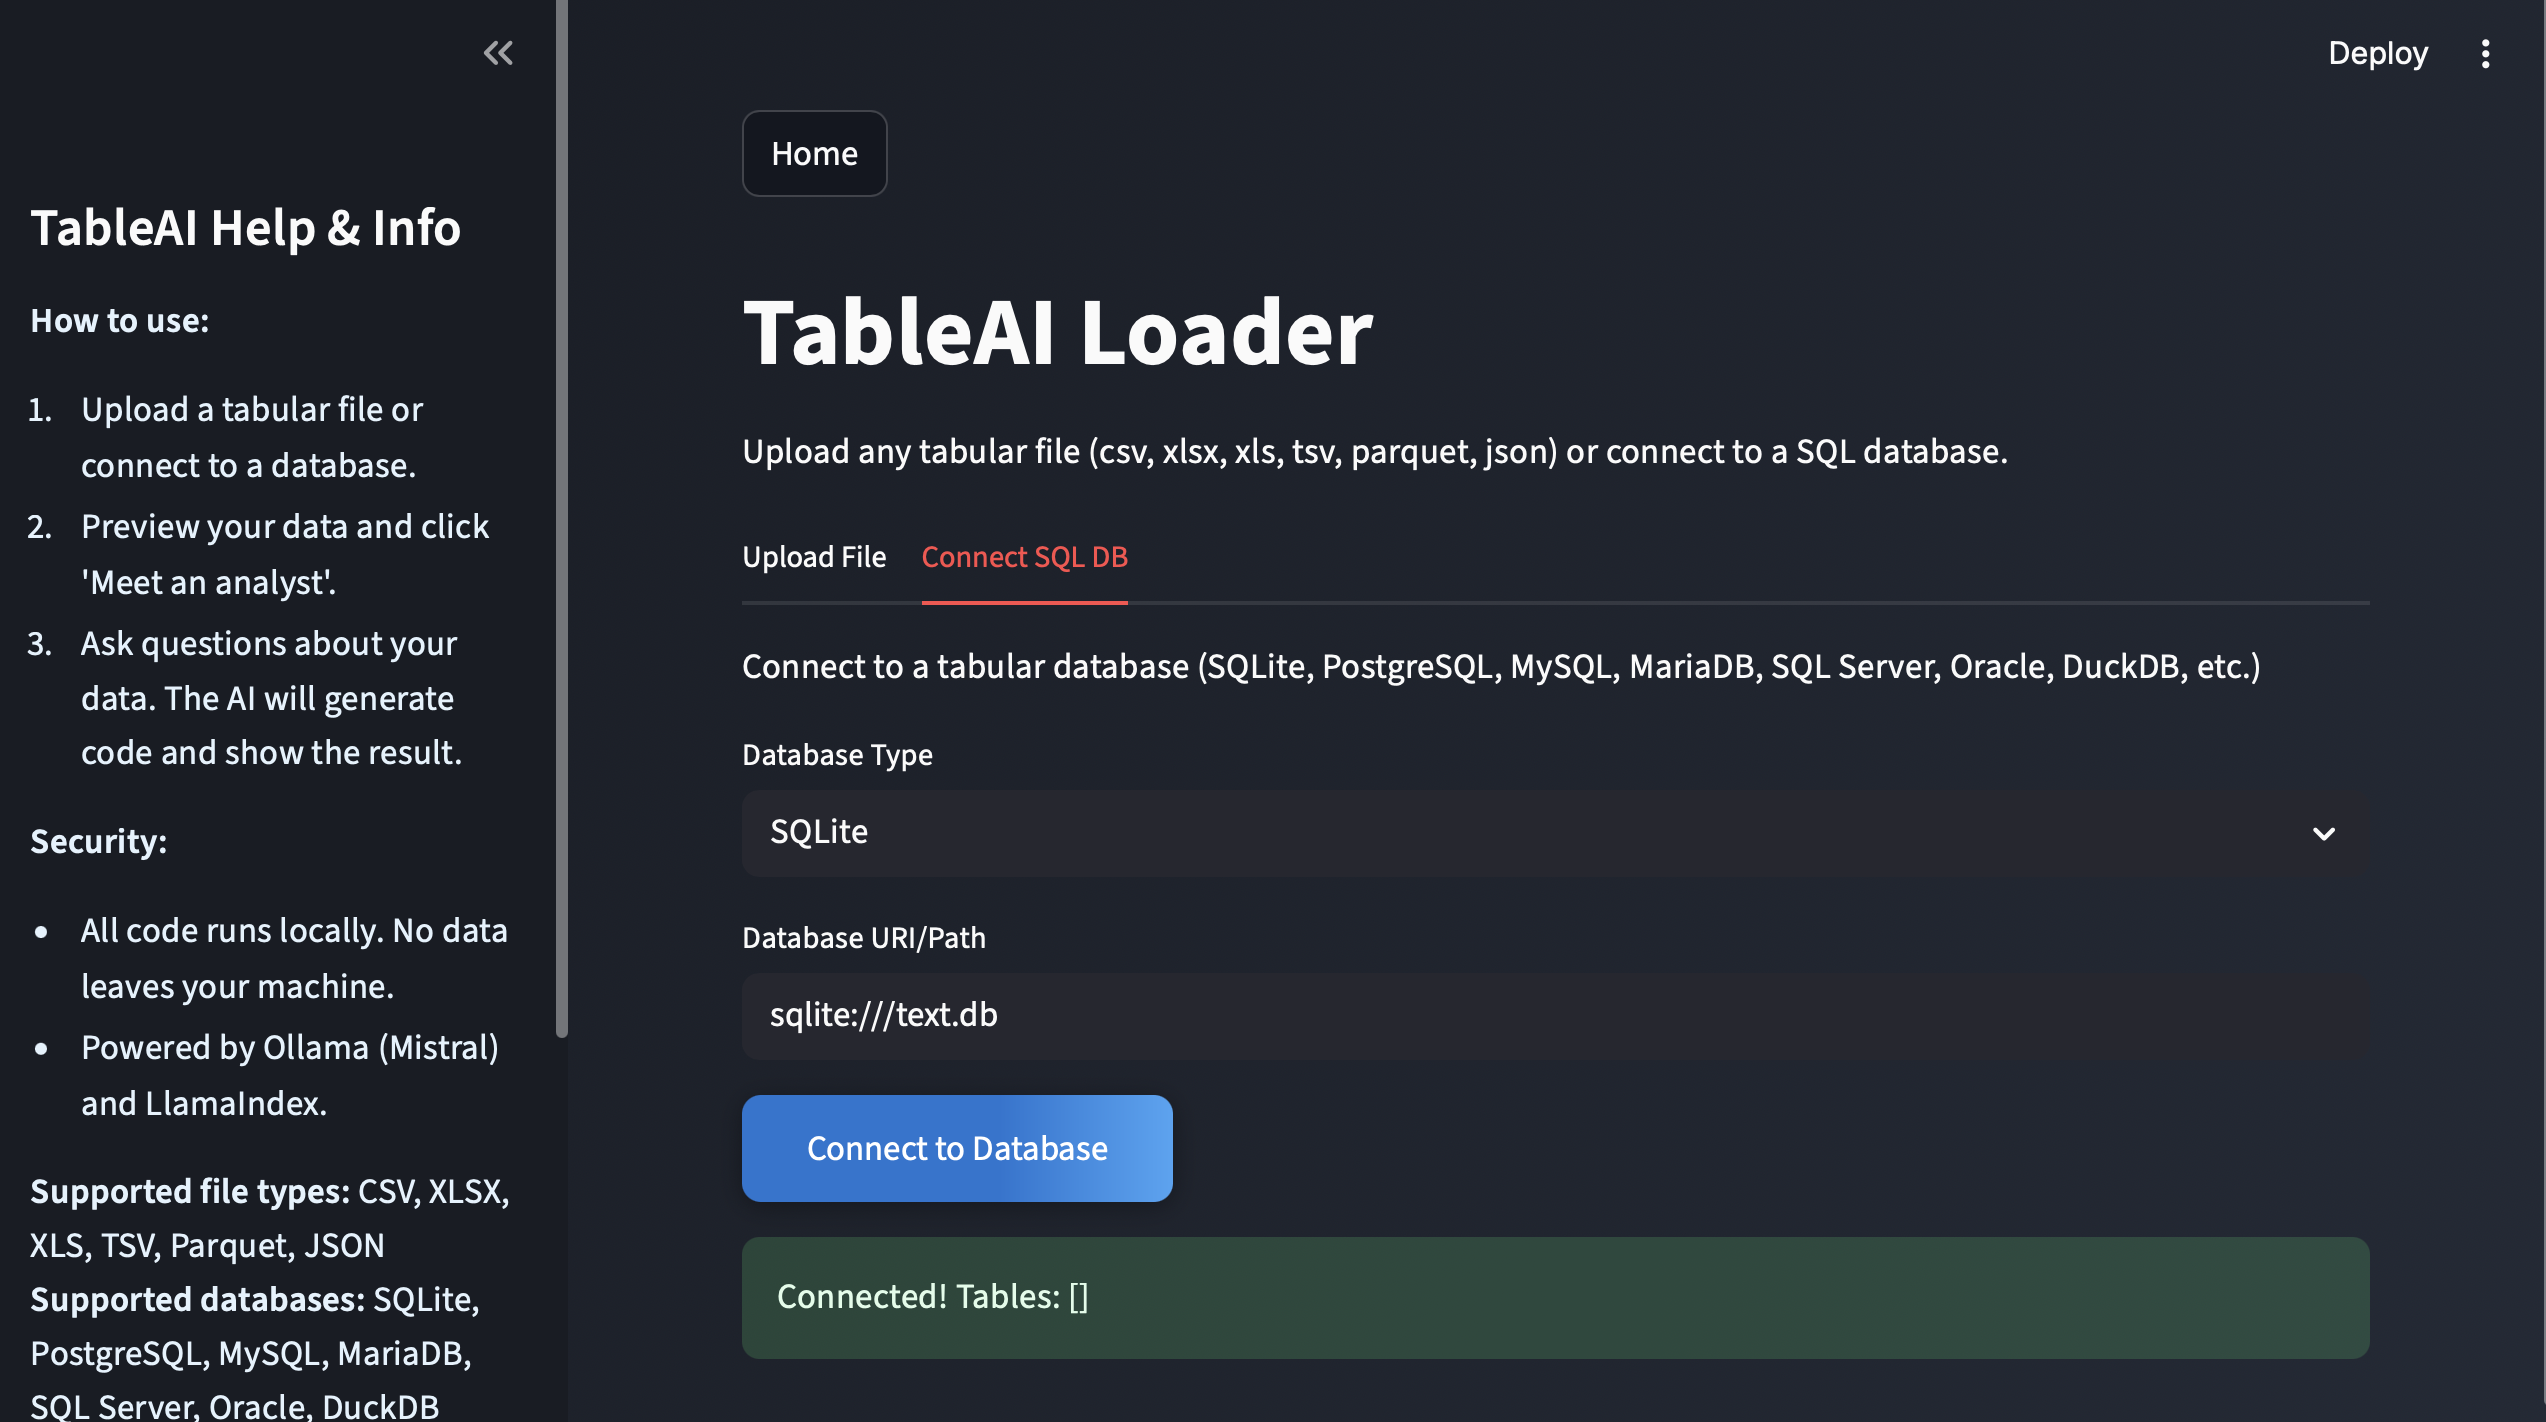 TableAI Help & Info
How to use:
1. Upload a tabular file or
connect to a database.
2. Preview your data and click
'Meet an analyst'.
3. Ask questions about your
data. The AI will generate
code and show the result.
Security:
• All code runs locally. No data
leaves your machine.
• Powered by Ollama (Mistral)
and LlamaIndex.
Supported file types: CSV, XLSX,
XLS, TSV, Parquet, JSON
Supported databases: SQLite,
PostgreSQL, MySQL, MariaDB,
SQL Server, Oracle, DuckDB
Deploy
Home
TableAI Loader
Upload any tabular file (csv, xlsx, xls, tsv, parquet, json) or connect to a SQL database.
Upload File Connect SQL DB
Connect to a tabular database (SQLite, PostgreSQL, MySQL, MariaDB, SQL Server, Oracle, DuckDB, etc.)
Database Type
SQLite
Database URI/Path
sqlite:///text.db
Connect to Database
Connected! Tables: []